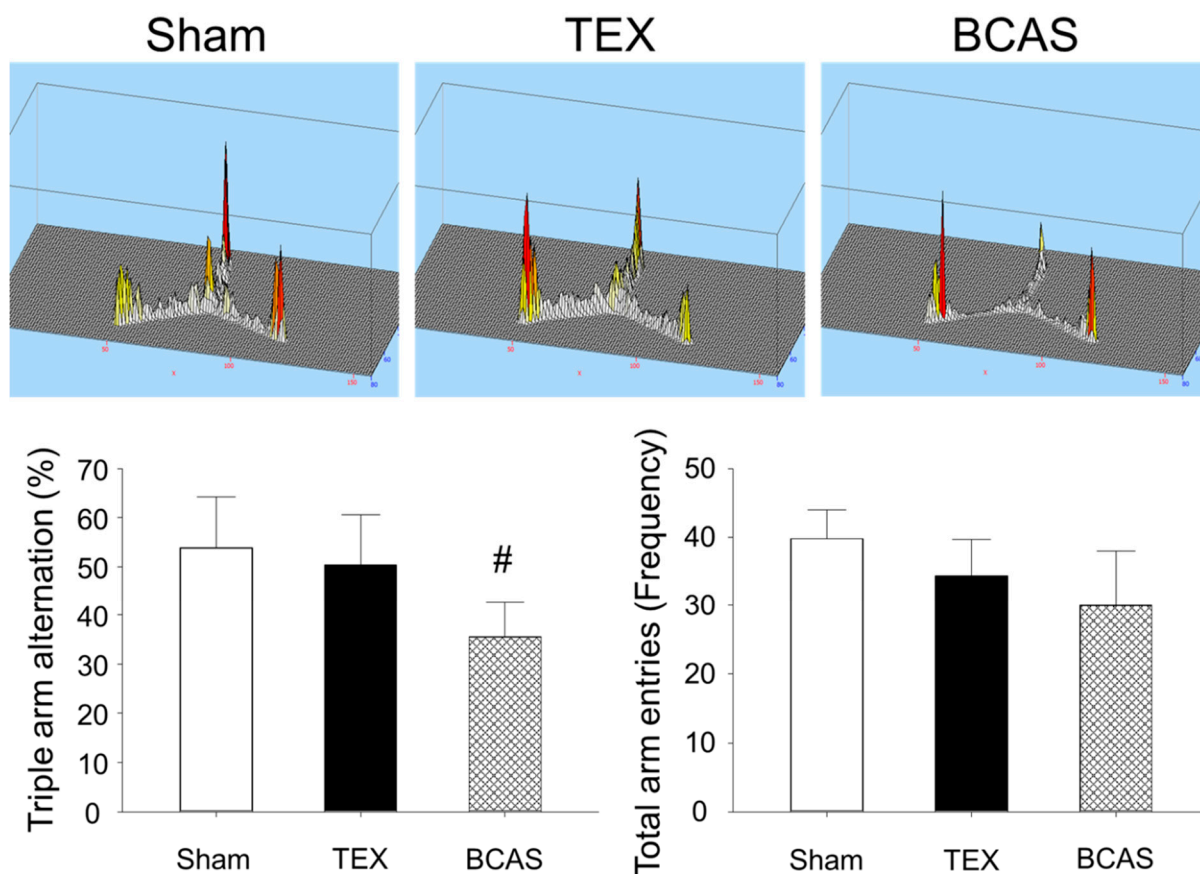 Sham TEX BCAS
50 100 150 X 60 80
50 100 150 X 60 80
50 100 150 X 60 80
Triple arm alternation (%)
70
60
50
40
30
20
10
0
#
Sham TEX BCAS
Total arm entries (Frequency)
50
40
30
20
10
0
Sham TEX BCAS